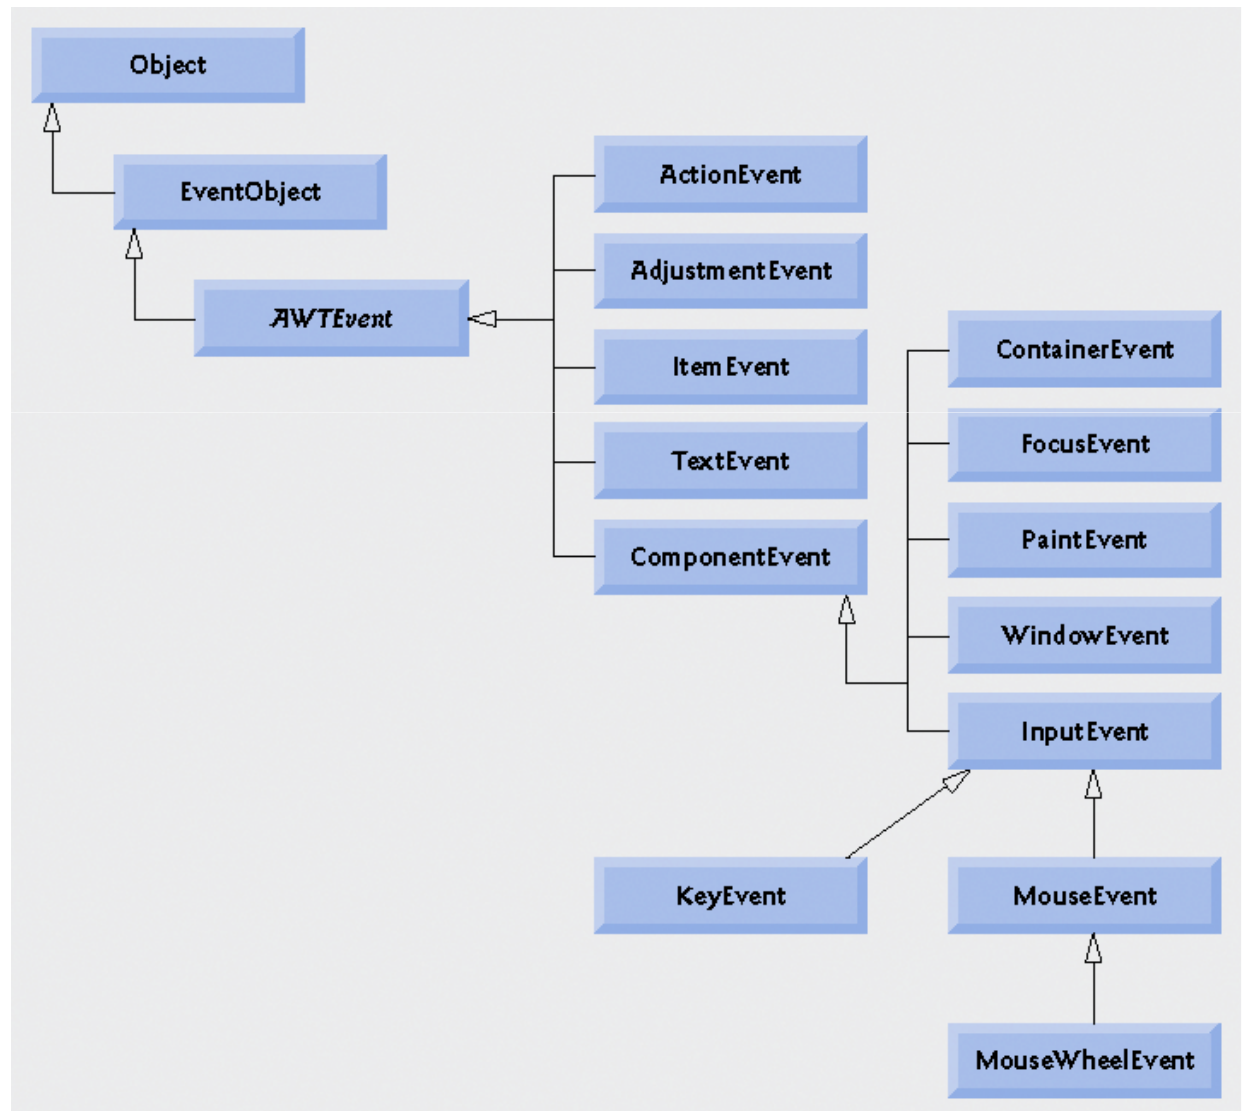 Object
EventObject
AWTEvent
ActionEvent
AdjustmentEvent
ItemEvent
TextEvent
ComponentEvent
ContainerEvent
FocusEvent
PaintEvent
WindowEvent
InputEvent
KeyEvent
MouseEvent
MouseWheelEvent